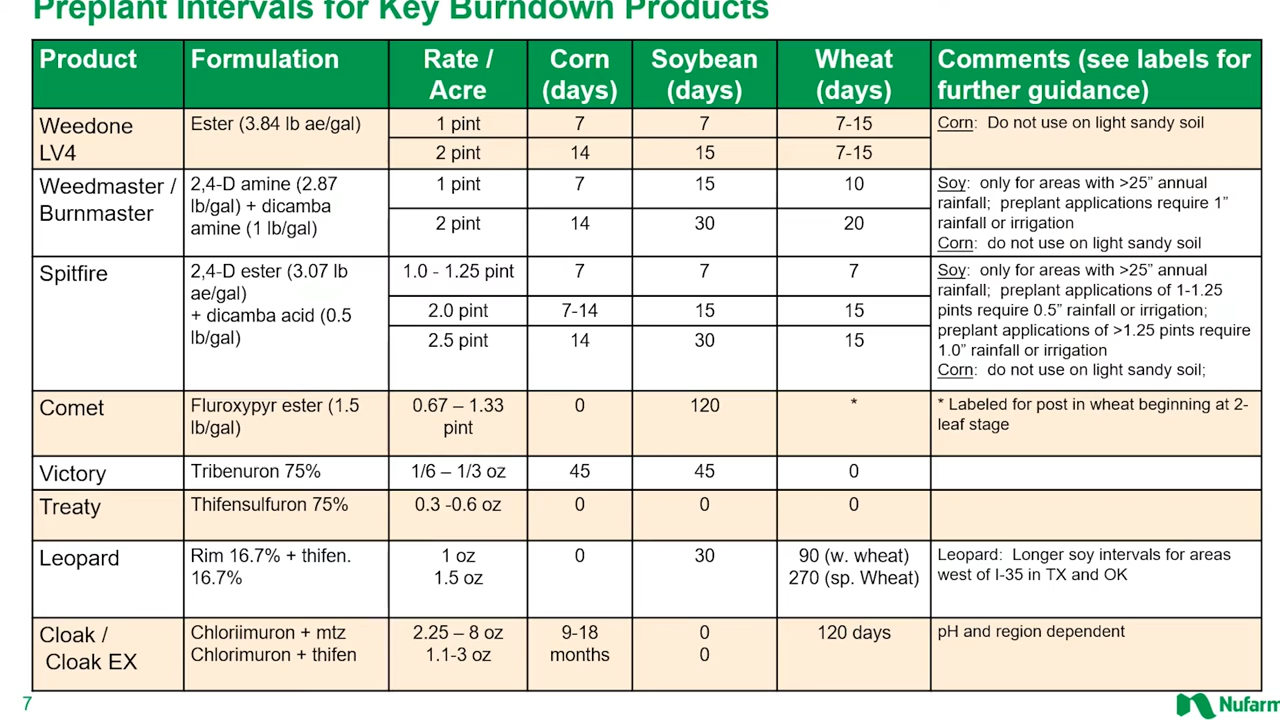 Preplant Intervals for Key Burndown Products
Product Formulation Rate / Acre Corn (days) Soybean (days) Wheat (days) Comments (see labels for further guidance)
Weedone LV4
Ester (3.84 lb ae/gal)
1 pint 7 7 7-15
2 pint 14 15 7-15
Corn: Do not use on light sandy soil
Weedmaster /
Burnmaster
2,4-D amine (2.87
lb/gal) + dicamba
amine (1 lb/gal)
1 pint 7 15 10
2 pint 14 30 20
Soy: only for areas with >25” annual
rainfall; preplant applications require 1”
rainfall or irrigation
Corn: do not use on light sandy soil
Spitfire
2,4-D ester (3.07 lb
ae/gal)
+ dicamba acid (0.5
lb/gal)
1.0 - 1.25 pint 7 7 7
2.0 pint 7-14 15 15
2.5 pint 14 30 15
Soy: only for areas with >25” annual
rainfall; preplant applications of 1-1.25
pints require 0.5” rainfall or irrigation;
preplant applications of >1.25 pints require
1.0” rainfall or irrigation
Corn: do not use on light sandy soil;
Comet
Fluroxypyr ester (1.5
lb/gal)
0.67 – 1.33
pint
0 120 *
* Labeled for post in wheat beginning at 2-
leaf stage
Victory Tribenuron 75% 1/6 – 1/3 oz 45 45 0
Treaty Thifensulfuron 75% 0.3 -0.6 oz 0 0 0
Leopard
Rim 16.7% + thifen.
16.7%
1 oz
1.5 oz
0 30
90 (w. wheat)
270 (sp. Wheat)
Leopard: Longer soy intervals for areas
west of I-35 in TX and OK
Cloak /
Cloak EX
Chloriimuron + mtz
Chlorimuron + thifen
2.25 – 8 oz
1.1-3 oz
9-18
months
0
0
120 days
pH and region dependent
7
Nufarm